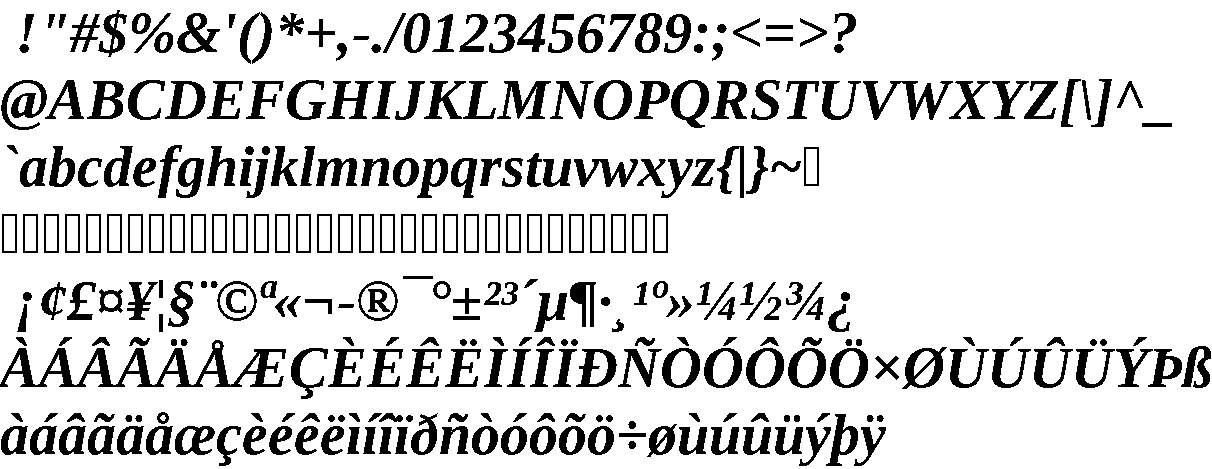 !"#$%&'()*+,-./0123456789:;<=>?
@ABCDEFGHIJKLMNOPQRSTUVWXYZ[\]^_
`abcdefghijklmnopqrstuvwxyz{|}~
¡¢£¤¥¦§¨©ª«¬-®¯°±²³´µ¶·¸¹º»¼½¾¿
ÀÁÂÃÄÅÆÇÈÉÊËÌÍÎÏÐÑÒÓÔÕÖ×ØÙÚÛÜÝÞß
àáâãäåæçèéêëìíîïðñòóôõö÷øùúûüýþÿ